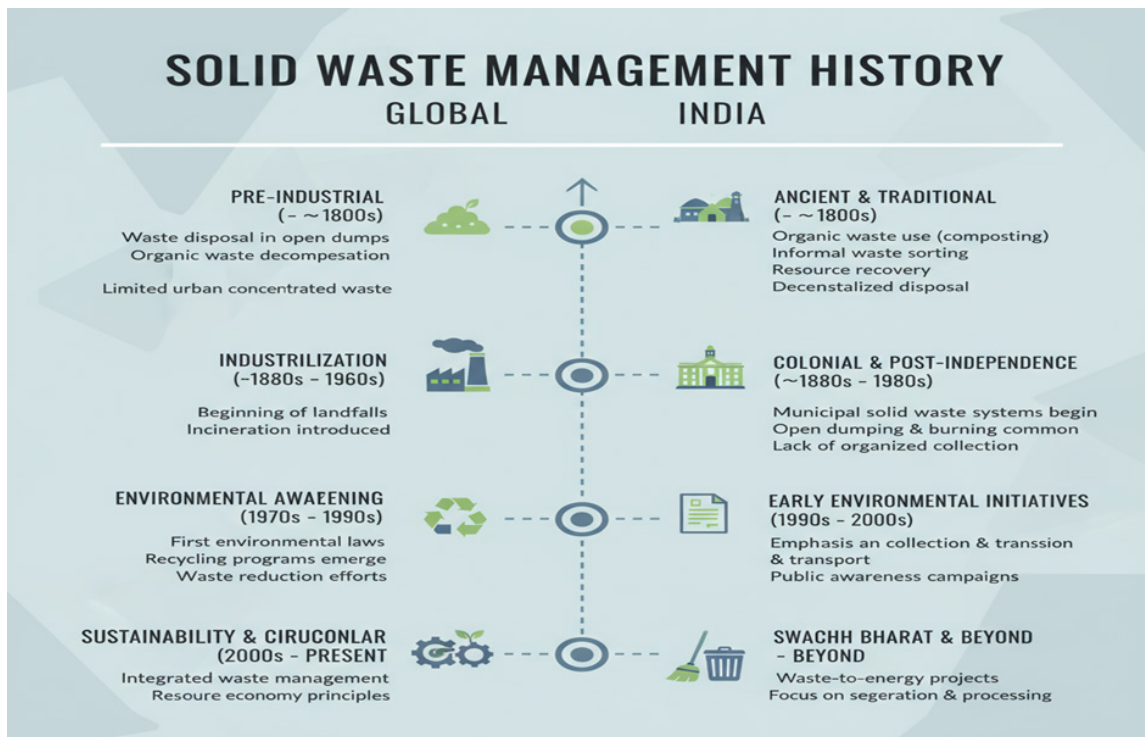 SOLID WASTE MANAGEMENT HISTORY
GLOBAL
INDIA
PRE-INDUSTRIAL
(- ~1800s)
Waste disposal in open dumps
Organic waste decompesation
Limited urban concentrated waste
ANCIENT & TRADITIONAL
(- ~1800s)
Organic waste use (composting)
Informal waste sorting
Resource recovery
Decenstalized disposal
INDUSTRILIZATION
(~1880s - 1960s)
Beginning of landfalls
Incineration introduced
COLONIAL & POST-INDEPENDENCE
(~1880s - 1980s)
Municipal solid waste systems begin
Open dumping & burning common
Lack of organized collection
ENVIRONMENTAL AWAƘENING
(1970s - 1990s)
First environmental laws
Recycling programs emerge
Waste reduction efforts
EARLY ENVIRONMENTAL INITIATIVES
(1990s - 2000s)
Emphasis an collection & transsion
& transport
Public awareness campaigns
SUSTAINABILITY & CIRUCONLAR
(2000s - PRESENT
Integrated waste management
Resoure economy principles
SWACHH BHARAT & BEYOND
- BEYOND
Waste-to-energy projects
Focus on segeration & processing